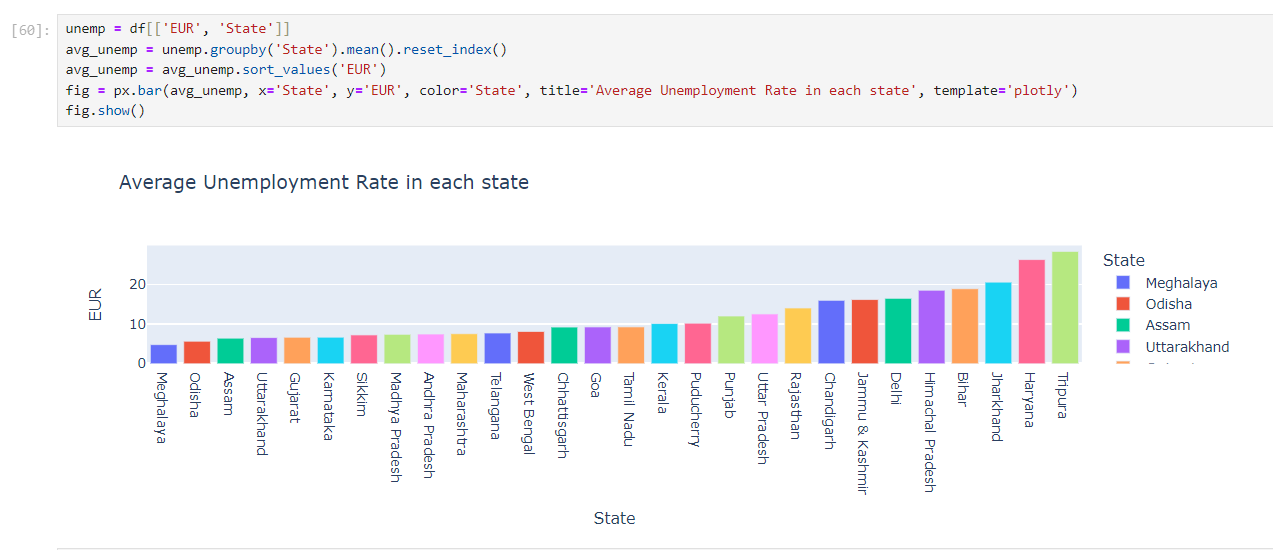 [60]:
unemp = df[['EUR', 'State']]
avg_unemp = unemp.groupby('State').mean().reset_index()
avg_unemp = avg_unemp.sort_values('EUR')
fig = px.bar(avg_unemp, x='State', y='EUR', color='State', title='Average Unemployment Rate in each state', template='plotly')
fig.show()
Average Unemployment Rate in each state
EUR
20
10
0
Meghalaya
Odisha
Assam
Uttarakhand
Gujarat
Karnataka
Sikkim
Madhya Pradesh
Andhra Pradesh
Maharashtra
Telangana
West Bengal
Chhattisgarh
Goa
Tamil Nadu
Kerala
Puducherry
Punjab
Uttar Pradesh
Rajasthan
Chandigarh
Jammu & Kashmir
Delhi
Himachal Pradesh
Bihar
Jharkhand
Haryana
Tripura
State
State
Meghalaya
Odisha
Assam
Uttarakhand